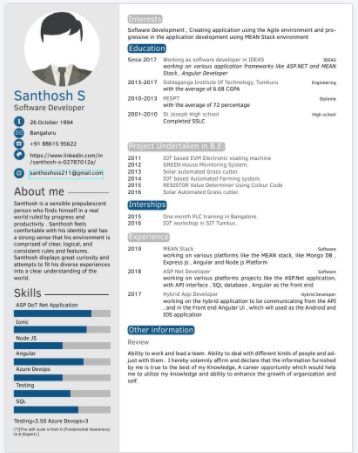 Santhosh S
Software Developer
26 October 1994
Bangaluru
+91 88615 95622
https://www.linkedin.com/in
/santhosh-s-02787012a/
santhoshsss211@gmail.com
About me
Santhosh is a sensible prepubescent
person who finds himself in a real
world ruled by progress and
productivity . Santhosh feels
comfortable with his identity and has
a strong sense that his environment is
comprised of clear, logical, and
consistent rules and features.
Santhosh displays great curiosity and
attempts to fit his diverse experiences
into a clear understanding of the
world.
Skills
ASP DoT Net Application
Ionic
Node JS
Angular
Azure Devops
Testing
SQL
Testing=3.50 Azure Devops=3
(*)[The skill scale is from 0 (Fundamental Awareness)
to 6 (Expert).]
Interests
Software Development , Creating application using the Agile environment and pro-
gressive in the application development using MEAN Stack environment
Education
Since 2017 Working as software developer in IDEAS IDEAS
working on various application frameworks like ASP.NET and MEAN
Stack , Angular Developer
2013-2017 Siddaganga Institute Of Technology, Tumkuru Engineering
with the average of 6.68 CGPA
2010-2013 MESPT Diploma
with the average of 72 percentage
2001-2010 St Joseph High school High school
Completed SSLC
Project Undertaken in B.E
2011 IOT based EVM Electronic voating machine
2012 GREEN House Monitering System.
2013 Solar automated Grass cutter.
2014 IOT based Automated Farming system.
2015 RESISTOR Value Determiner Using Colour Code
2016 Solar Automated Grass cutter.
Interships
2015 One month PLC training in Bangalore.
2016 IOT workshop in SIT Tumkur.
Experience
2019 MEAN Stack Software
working on various platforms like the MEAN stack, like Mongo DB ,
Express js , Angular and Node js Platform
2018 ASP Net Developer Software
working on various platforms projects like the ASP.Net application,
with API interface , SQL database , Angular as the front end
2017 Hybrid App Developer Hybrid Developer
working on the hybrid application to be communicating from the API
,and in the Front end Angular Ui , which will used as the Android and
IOS application
Other information
Review
Ability to work and lead a team. Ability to deal with different kinds of people and ad-
just with them . I hereby solemnly affirm and declare that the information furnished
by me is true to the best of my Knowledge, A career opportunity which would help
me to utilize my knowledge and ability to enhance the growth of organization and
self.